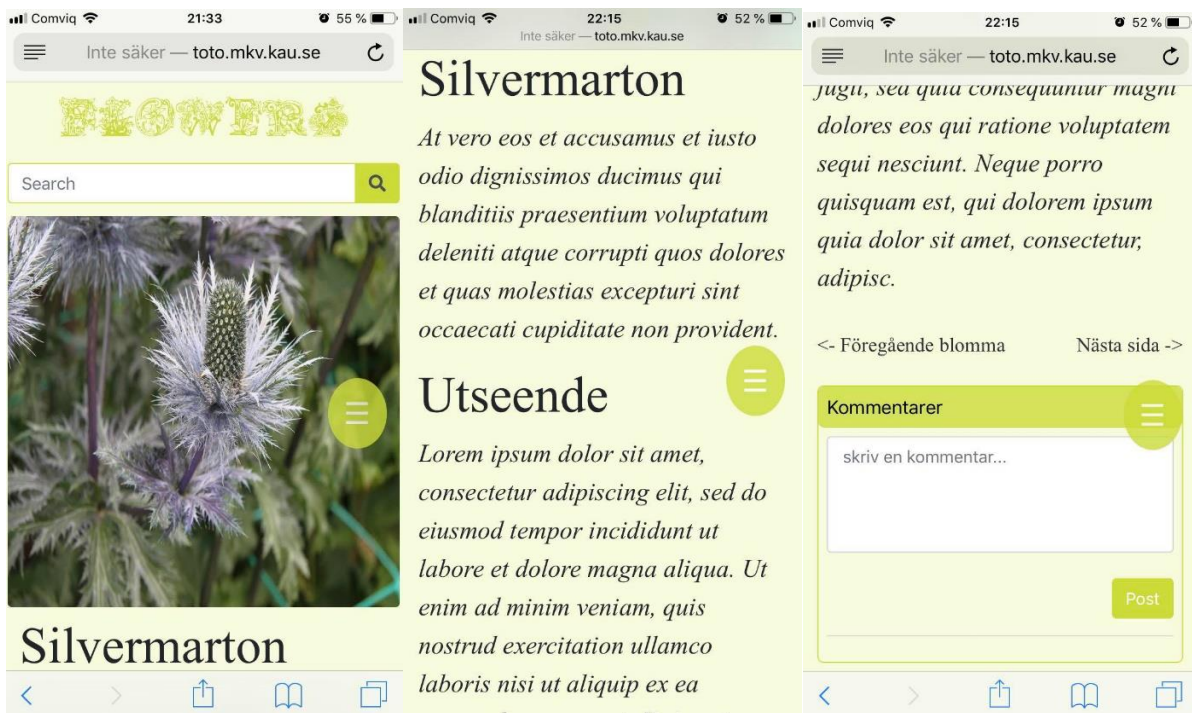 Comviq 21:33 55 %
Inte säker — toto.mkv.kau.se
FLOWERS
Search
Silvermarton
Comviq 22:15 52 %
Inte säker — toto.mkv.kau.se
Silvermarton
At vero eos et accusamus et iusto
odio dignissimos ducimus qui
blanditiis praesentium voluptatum
deleniti atque corrupti quos dolores
et quas molestias excepturi sint
occaecati cupiditate non provident.
Utseende
Lorem ipsum dolor sit amet,
consectetur adipiscing elit, sed do
eiusmod tempor incididunt ut
labore et dolore magna aliqua. Ut
enim ad minim veniam, quis
nostrud exercitation ullamco
laboris nisi ut aliquip ex ea
Comviq 22:15 52 %
Inte säker — toto.mkv.kau.se
fugit, sed quia consequuntur magni
dolores eos qui ratione voluptatem
sequi nesciunt. Neque porro
quisquam est, qui dolorem ipsum
quia dolor sit amet, consectetur,
adipisc.
<- Föregående blomma Nästa sida ->
Kommentarer
skriv en kommentar...
Post